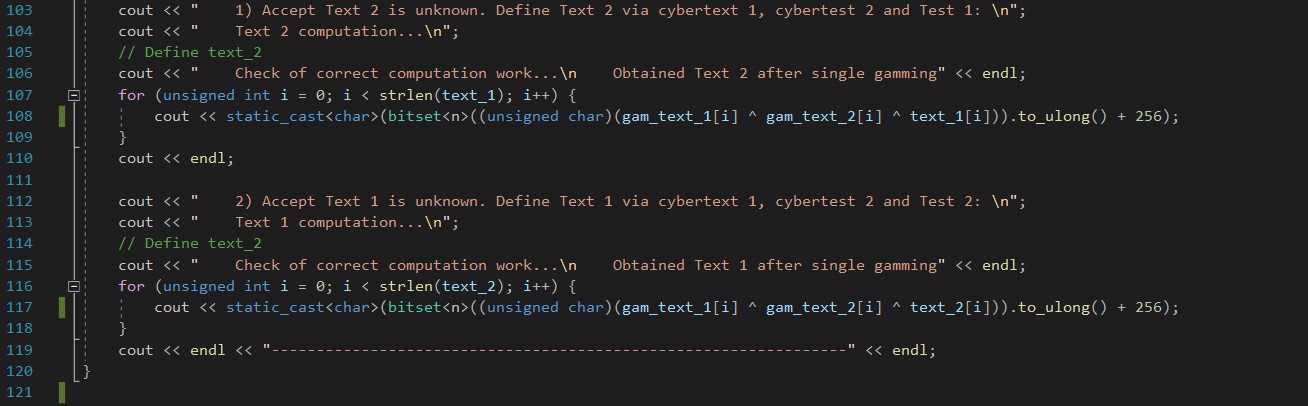 103 cout << "    1) Accept Text 2 is unknown. Define Text 2 via cybertext 1, cybertest 2 and Test 1: \n";
104 cout << "    Text 2 computation...\n";
105 // Define text_2
106 cout << "    Check of correct computation work...\n    Obtained Text 2 after single gamming" << endl;
107 for (unsigned int i = 0; i < strlen(text_1); i++) {
108 cout << static_cast<char>(bitset<n>((unsigned char)(gam_text_1[i] ^ gam_text_2[i] ^ text_1[i])).to_ulong() + 256);
109 }
110 cout << endl;
111
112 cout << "    2) Accept Text 1 is unknown. Define Text 1 via cybertext 1, cybertest 2 and Test 2: \n";
113 cout << "    Text 1 computation...\n";
114 // Define text_2
115 cout << "    Check of correct computation work...\n    Obtained Text 1 after single gamming" << endl;
116 for (unsigned int i = 0; i < strlen(text_2); i++) {
117 cout << static_cast<char>(bitset<n>((unsigned char)(gam_text_1[i] ^ gam_text_2[i] ^ text_2[i])).to_ulong() + 256);
118 }
119 cout << endl << "----------------------------------------------------------------" << endl;
120 }
121